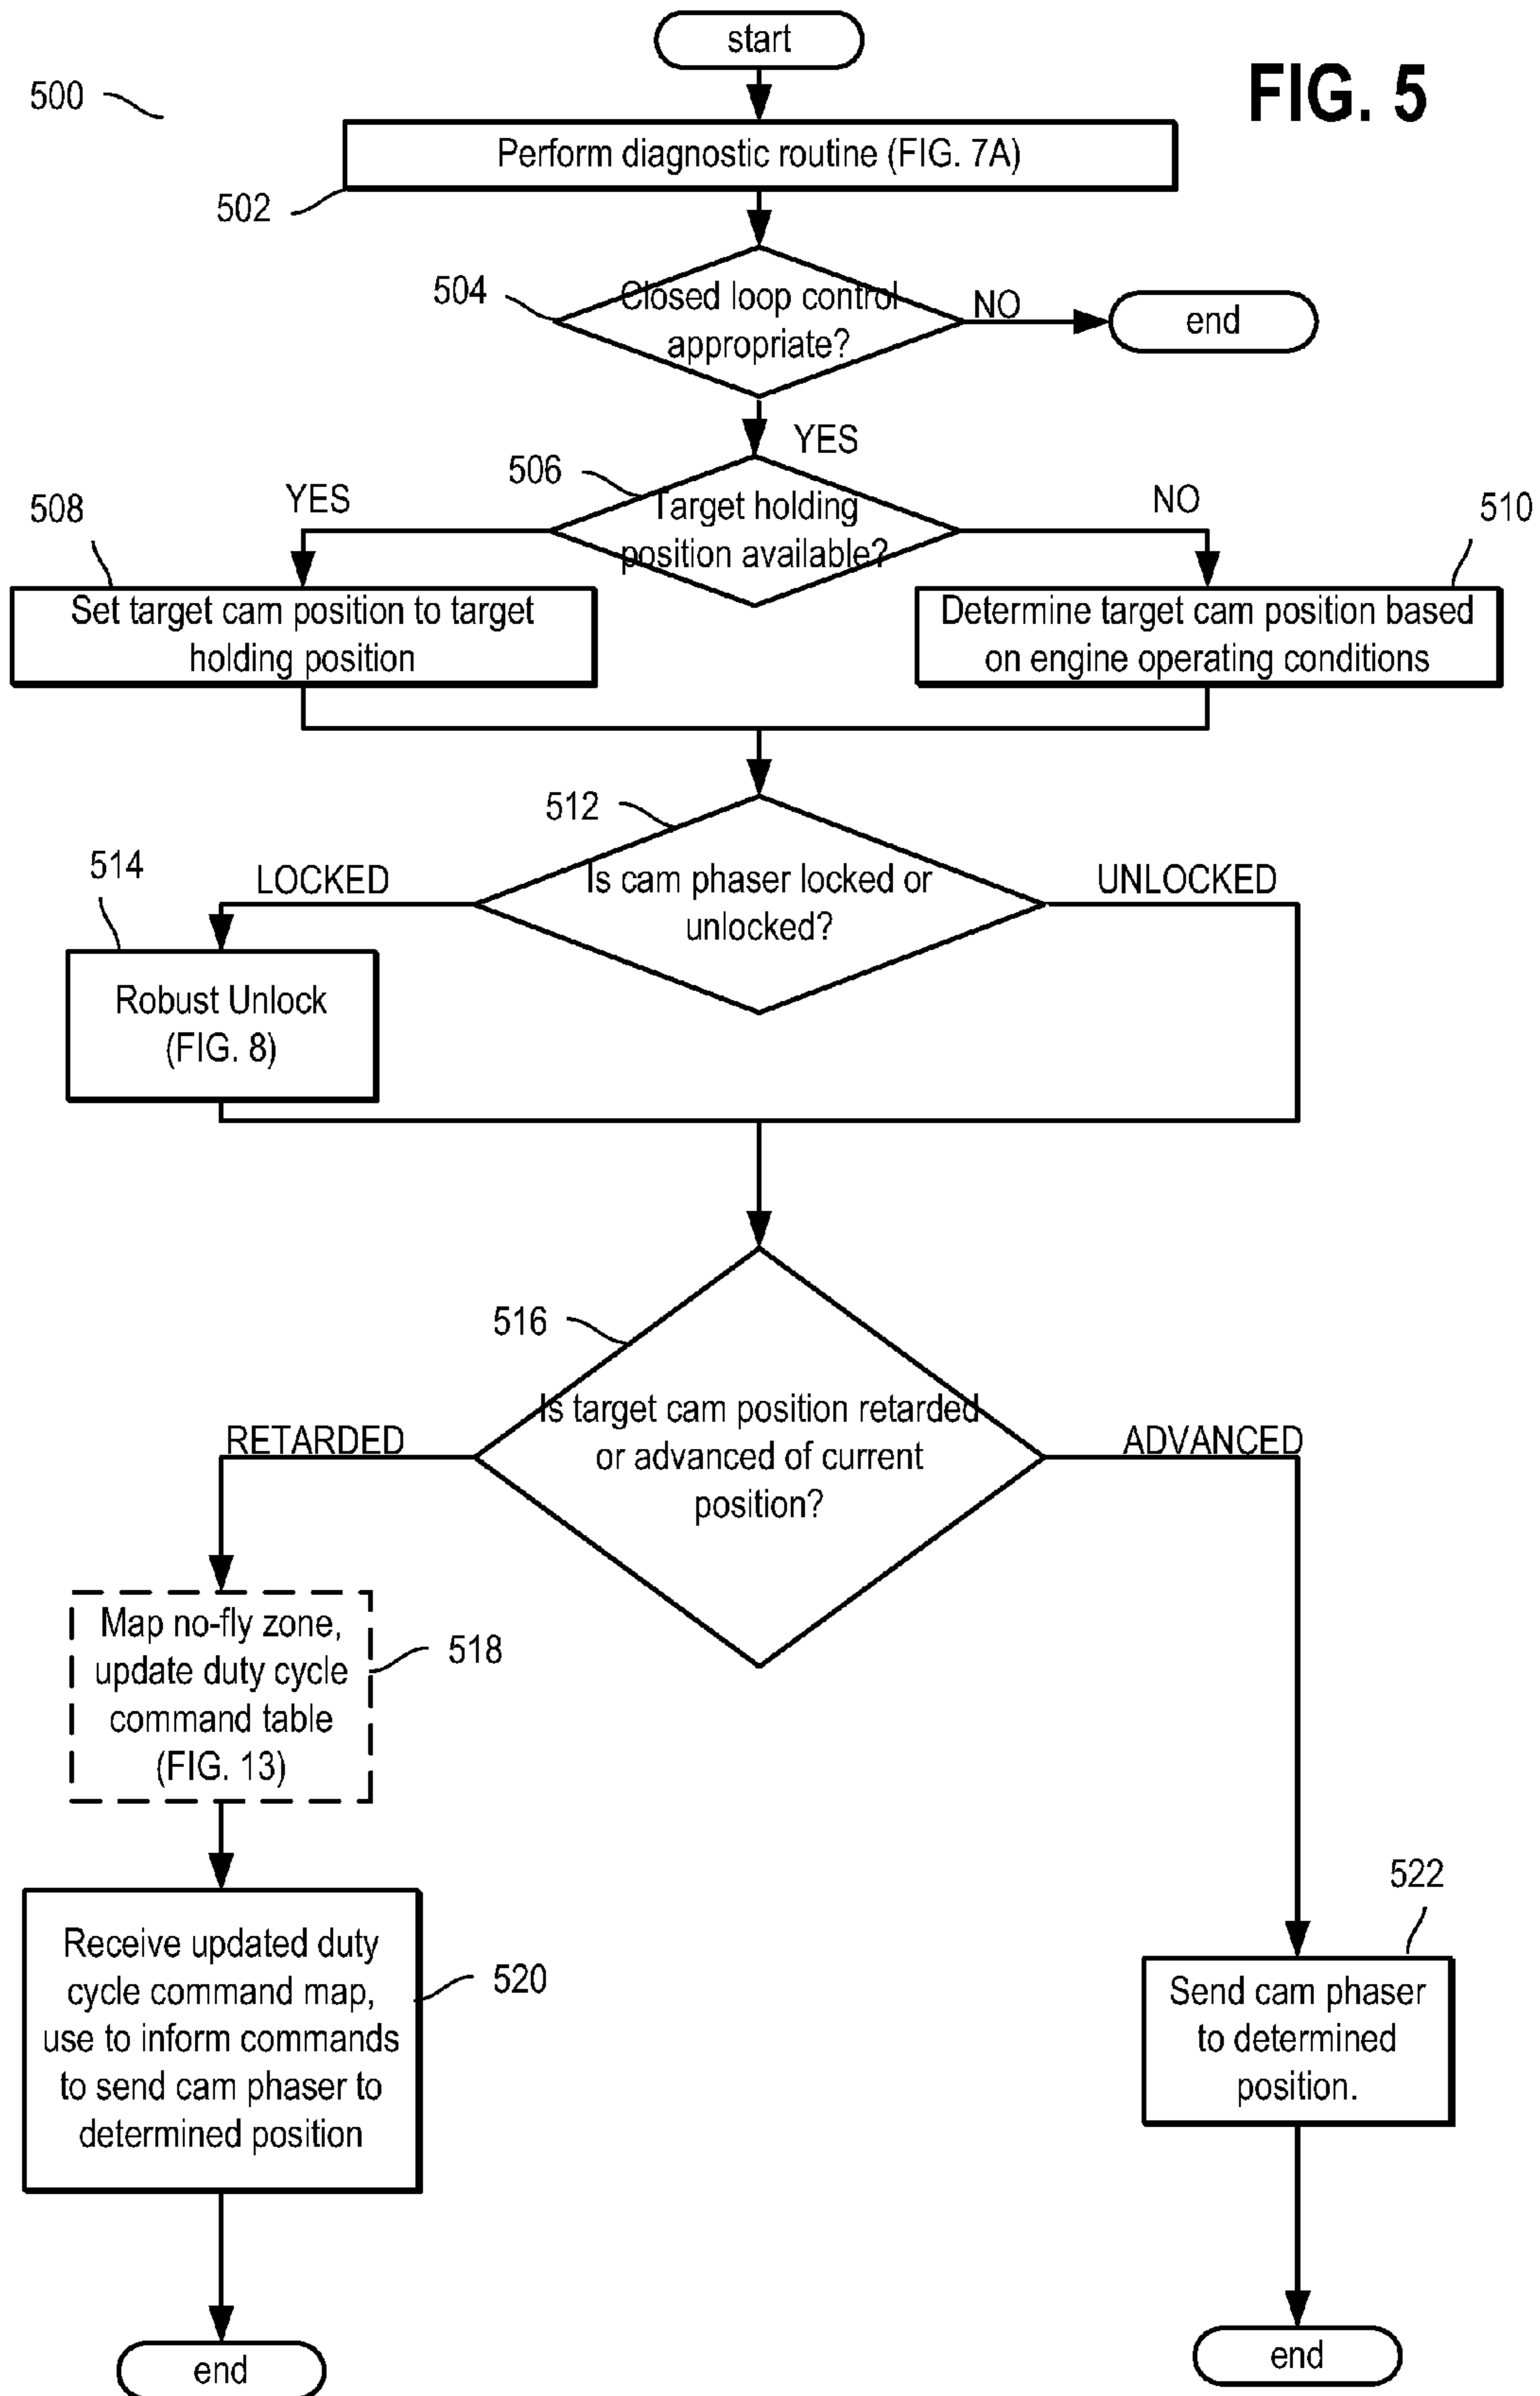 start
FIG. 5
500
Perform diagnostic routine (FIG. 7A)
502
504
Closed loop control
appropriate?
NO
end
YES
506
Target holding
position available?
YES
NO
508
510
Set target cam position to target
holding position
Determine target cam position based
on engine operating conditions
512
Is cam phaser locked or
unlocked?
LOCKED
UNLOCKED
514
Robust Unlock
(FIG. 8)
516
Is target cam position retarded
or advanced of current
position?
RETARDED
ADVANCED
Map no-fly zone,
update duty cycle
command table
(FIG. 13)
518
Receive updated duty
cycle command map,
use to inform commands
to send cam phaser to
determined position
520
522
Send cam phaser
to determined
position.
end
end